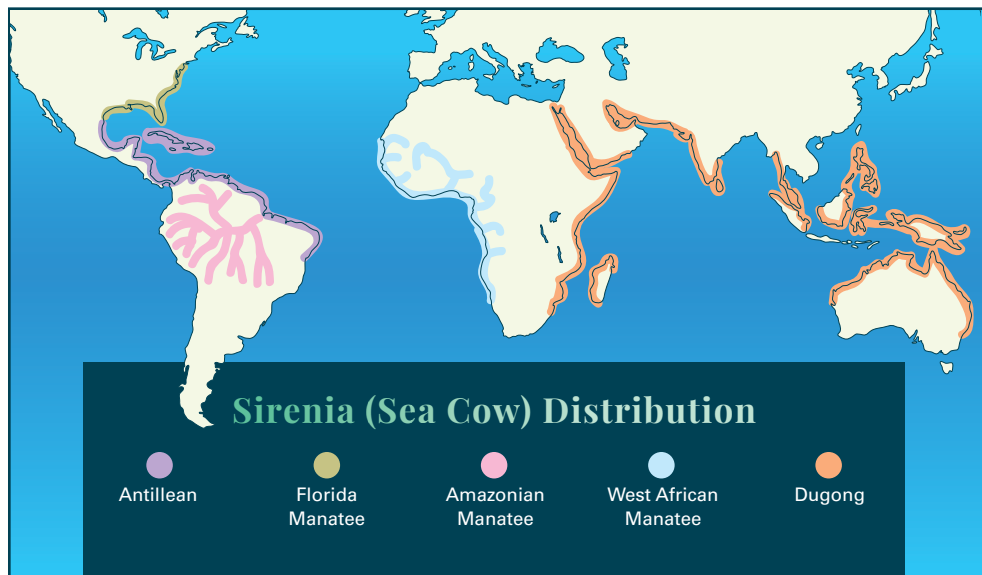 Sirenia (Sea Cow) Distribution
Antillean
Florida
Manatee
Amazonian
Manatee
West African
Manatee
Dugong